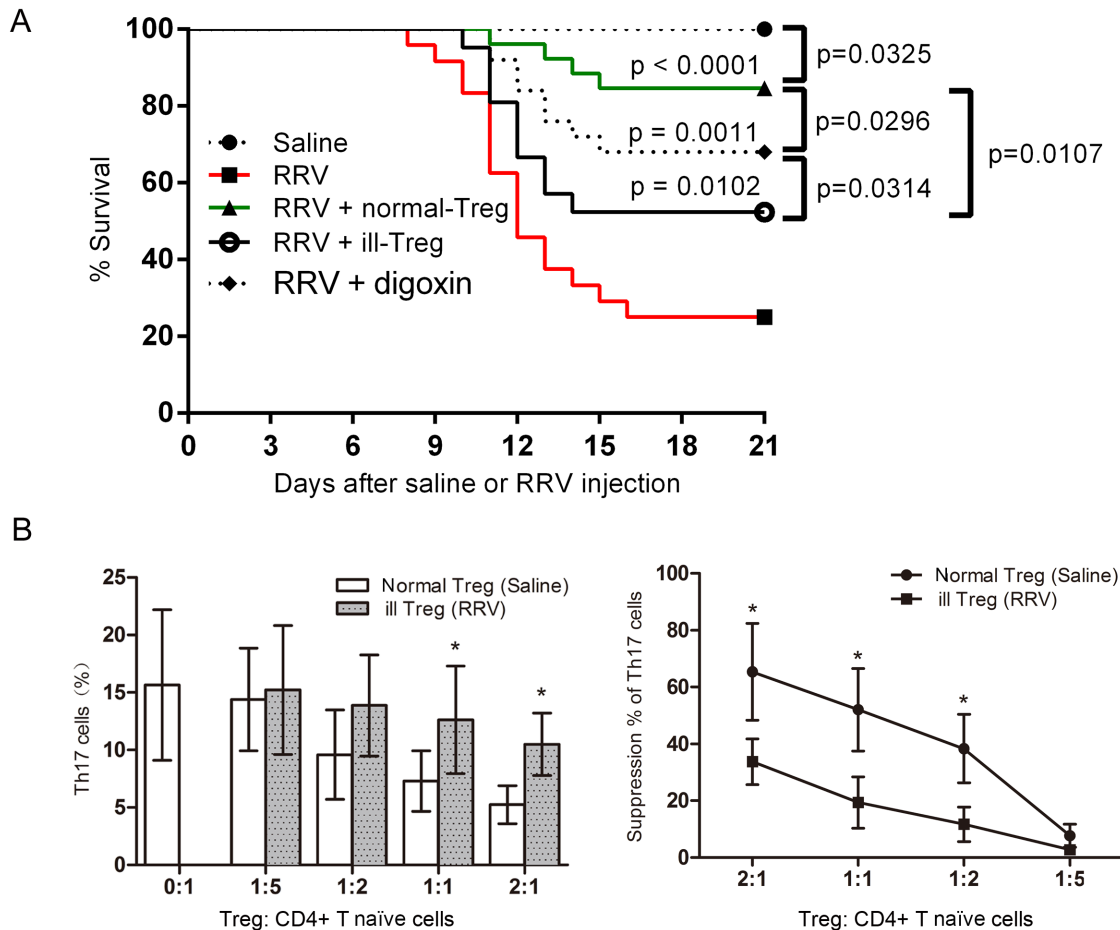 A
100
80
60
40
20
0
% Survival
Saline
RRV
RRV + normal-Treg
RRV + ill-Treg
RRV + digoxin
p < 0.0001
p = 0.0011
p = 0.0102
p=0.0325
p=0.0296
p=0.0314
p=0.0107
0 3 6 9 12 15 18 21
Days after saline or RRV injection
B
25
20
15
10
5
0
Th17 cells (%)
Normal Treg (Saline)
ill Treg (RRV)
*
*
0:1 1:5 1:2 1:1 2:1
Treg: CD4+ T naïve cells
100
80
60
40
20
0
Suppression % of Th17 cells
Normal Treg (Saline)
ill Treg (RRV)
*
*
*
2:1 1:1 1:2 1:5
Treg: CD4+ T naïve cells